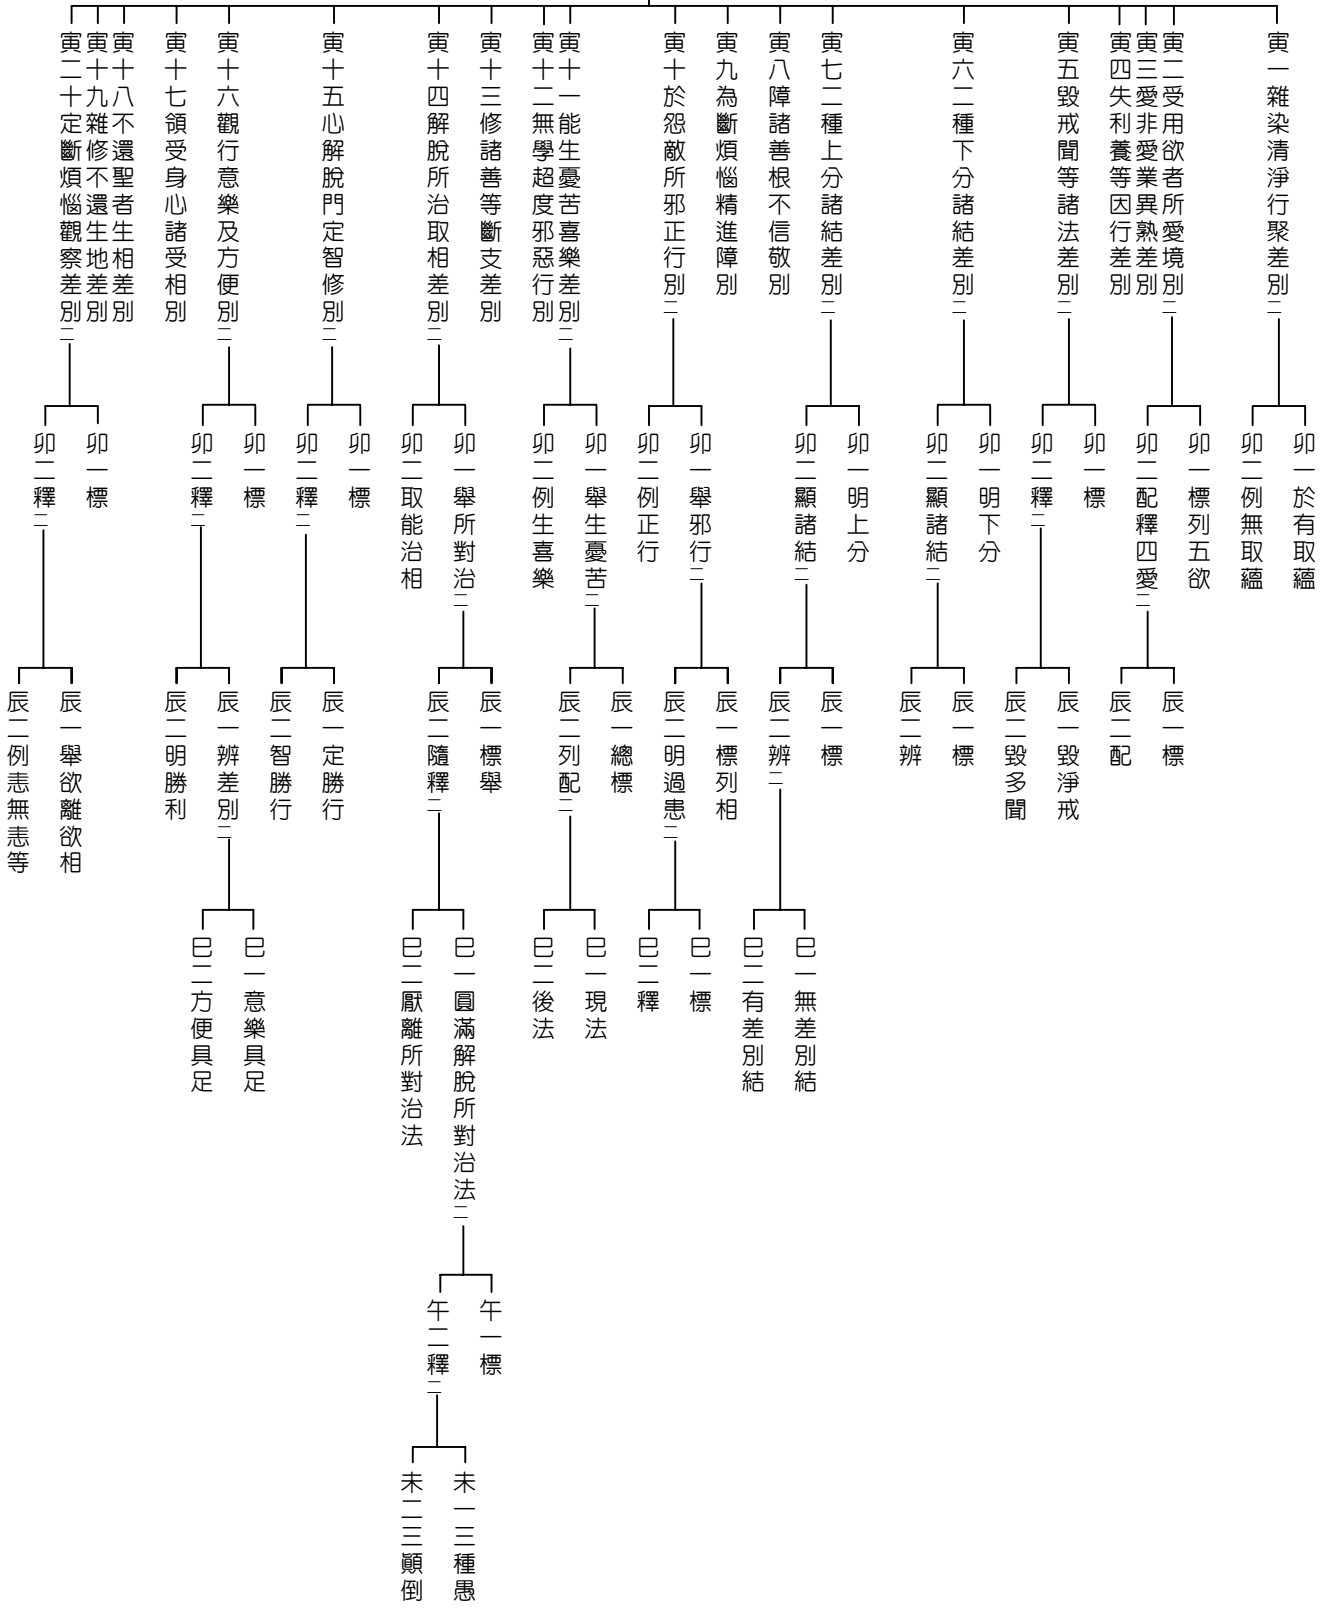 寅一雜染清淨行聚差別二
卯一於有取蘊
卯二例無取蘊
寅二受用欲者所愛境別二
卯一標列五欲
卯二配釋四愛二
辰一標
辰二配
寅三愛非愛業異熟差別
寅四失利養等因行差別
寅五毀戒聞等諸法差別二
卯一標
卯二釋二
辰一毀淨戒
辰二毀多聞
寅六二種下分諸結差別二
卯一明下分
卯二顯諸結二
辰一標
辰二辨
寅七二種上分諸結差別二
卯一明上分
卯二顯諸結二
辰一標
辰二辨二
巳一無差別結
巳二有差別結
寅八障諸善根不信敬別
寅九為斷煩惱精進障別
寅十於怨敵所邪正行別二
卯一舉邪行二
辰一標列相
辰二明過患二
巳一標
巳二釋
卯二例正行
寅十一能生憂苦喜樂差別二
卯一舉生憂苦二
辰一總標
辰二列配二
巳一現法
巳二後法
卯二例生喜樂
寅十二無學超度邪惡行別
寅十三修諸善等斷支差別
寅十四解脫所治取相差別二
卯一舉所對治二
辰一標舉
辰二隨釋二
巳一圓滿解脫所對治法二
午一標
午二釋二
未一三種愚
未二三顛倒
巳二厭離所對治法
卯二取能治相
寅十五心解脫門定智修別二
卯一標
卯二釋二
辰一定勝行
辰二智勝行
寅十六觀行意樂及方便別二
卯一標
卯二釋二
辰一辨差別二
巳一意樂具足
巳二方便具足
辰二明勝利
寅十七領受身心諸受相別
寅十八不還聖者生相差別
寅十九雜修不還生地差別
寅二十定斷煩惱觀察差別二
卯一標
卯二釋二
辰一舉欲離欲相
辰二例恚無恚等